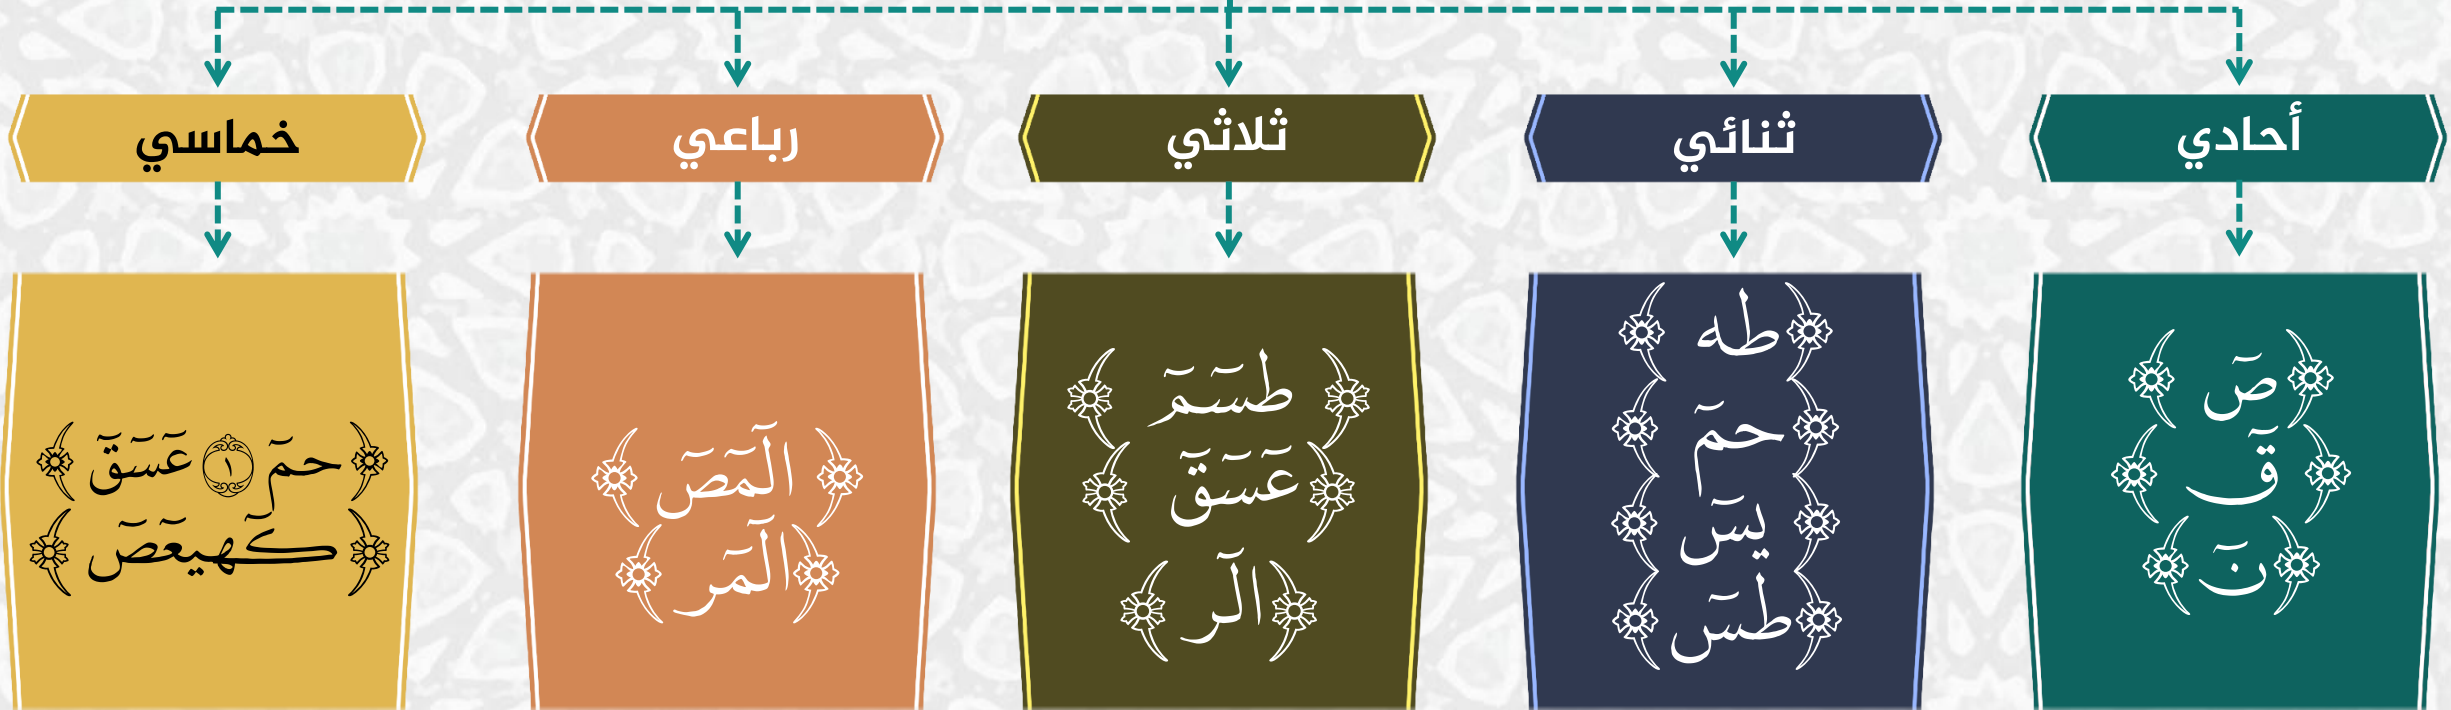 أحادي
ثنائي
ثلاثي
رباعي
خماسي
﴿صٓ﴾
﴿قٓ﴾
﴿نٓ﴾
﴿طه﴾
﴿حمٓ﴾
﴿يسٓ﴾
﴿طسٓ﴾
﴿طسٓمٓ﴾
﴿عٓسٓقٓ﴾
﴿الٓر﴾
﴿الٓمٓصٓ﴾
﴿الٓمٓر﴾
﴿حمٓ ١ عٓسٓقٓ﴾
﴿كٓهيعٓصٓ﴾